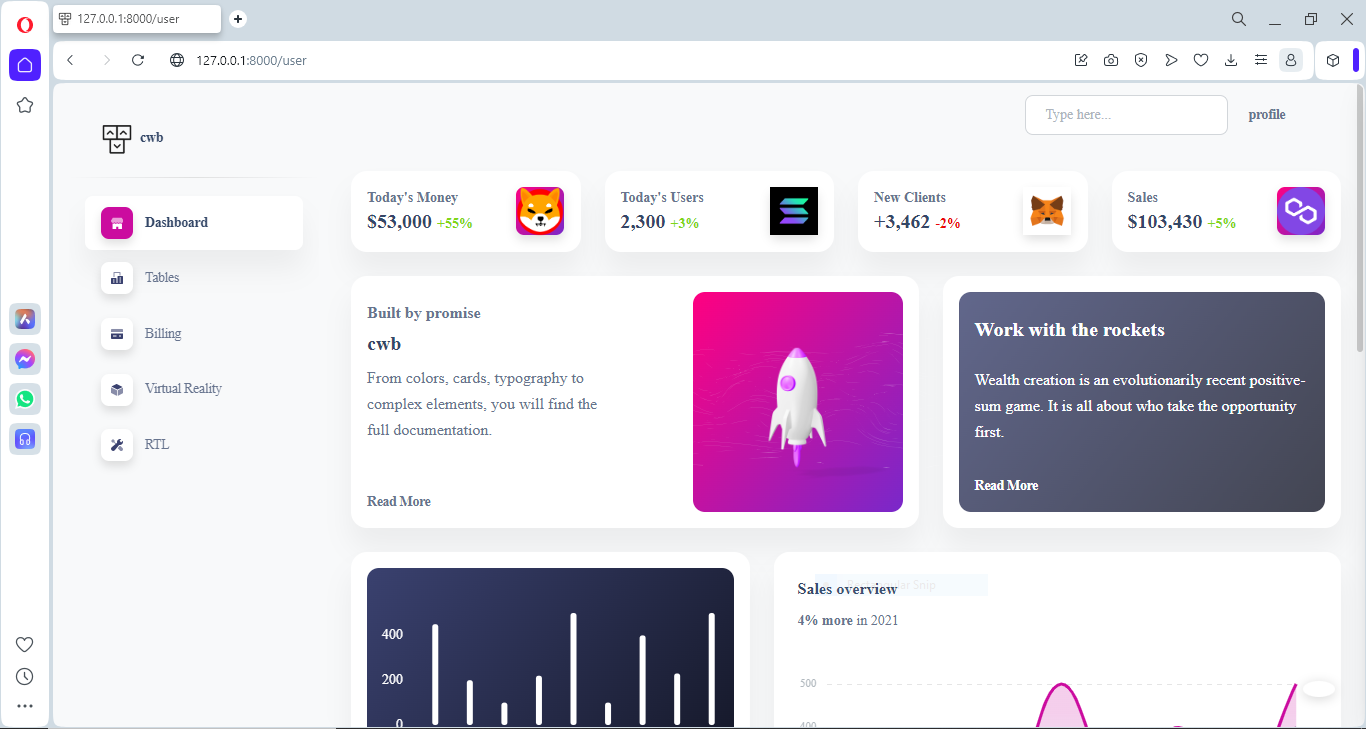 127.0.0.1:8000/user
127.0.0.1:8000/user
Type here...
profile
cwb
Dashboard
Tables
Billing
Virtual Reality
RTL
Today's Money
$53,000 +55%
Today's Users
2,300 +3%
New Clients
+3,462 -2%
Sales
$103,430 +5%
Built by promise
cwb
From colors, cards, typography to
complex elements, you will find the
full documentation.
Read More
Work with the rockets
Wealth creation is an evolutionarily recent positive-
sum game. It is all about who take the opportunity
first.
Read More
400
200
0
Rectangular Snip
Sales overview
4% more in 2021
500
400